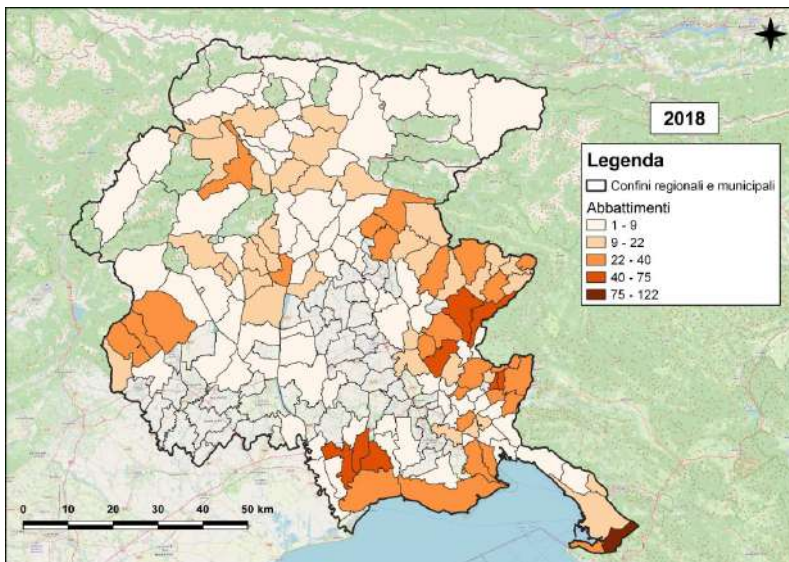 2018
Legenda
Confini regionali e municipali
Abbattimenti
1 - 9
9 - 22
22 - 40
40 - 75
75 - 122
0 10 20 30 40 50 km